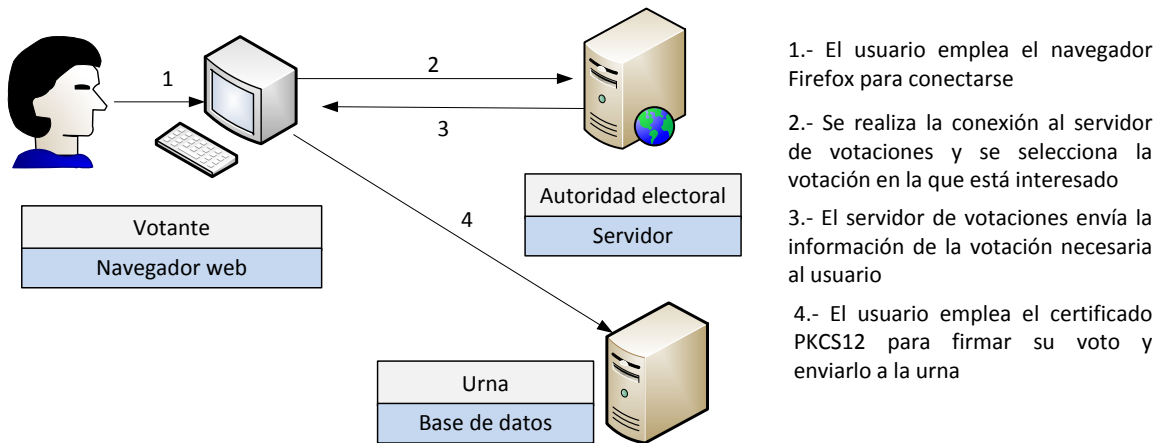 1
2
3
4
Votante
Navegador web
Autoridad electoral
Servidor
Urna
Base de datos
1.- El usuario emplea el navegador
Firefox para conectarse
2.- Se realiza la conexión al servidor
de votaciones y se selecciona la
votación en la que está interesado
3.- El servidor de votaciones envía la
información de la votación necesaria
al usuario
4.- El usuario emplea el certificado
PKCS12 para firmar su voto y
enviarlo a la urna